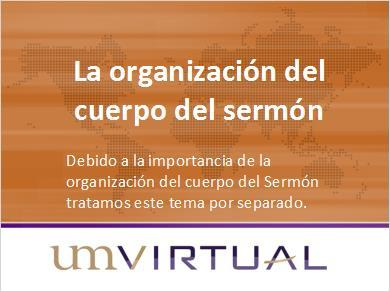 La organización del
cuerpo del sermón
Debido a la importancia de la
organización del cuerpo del Sermón
tratamos este tema por separado.
umVIRTUAL